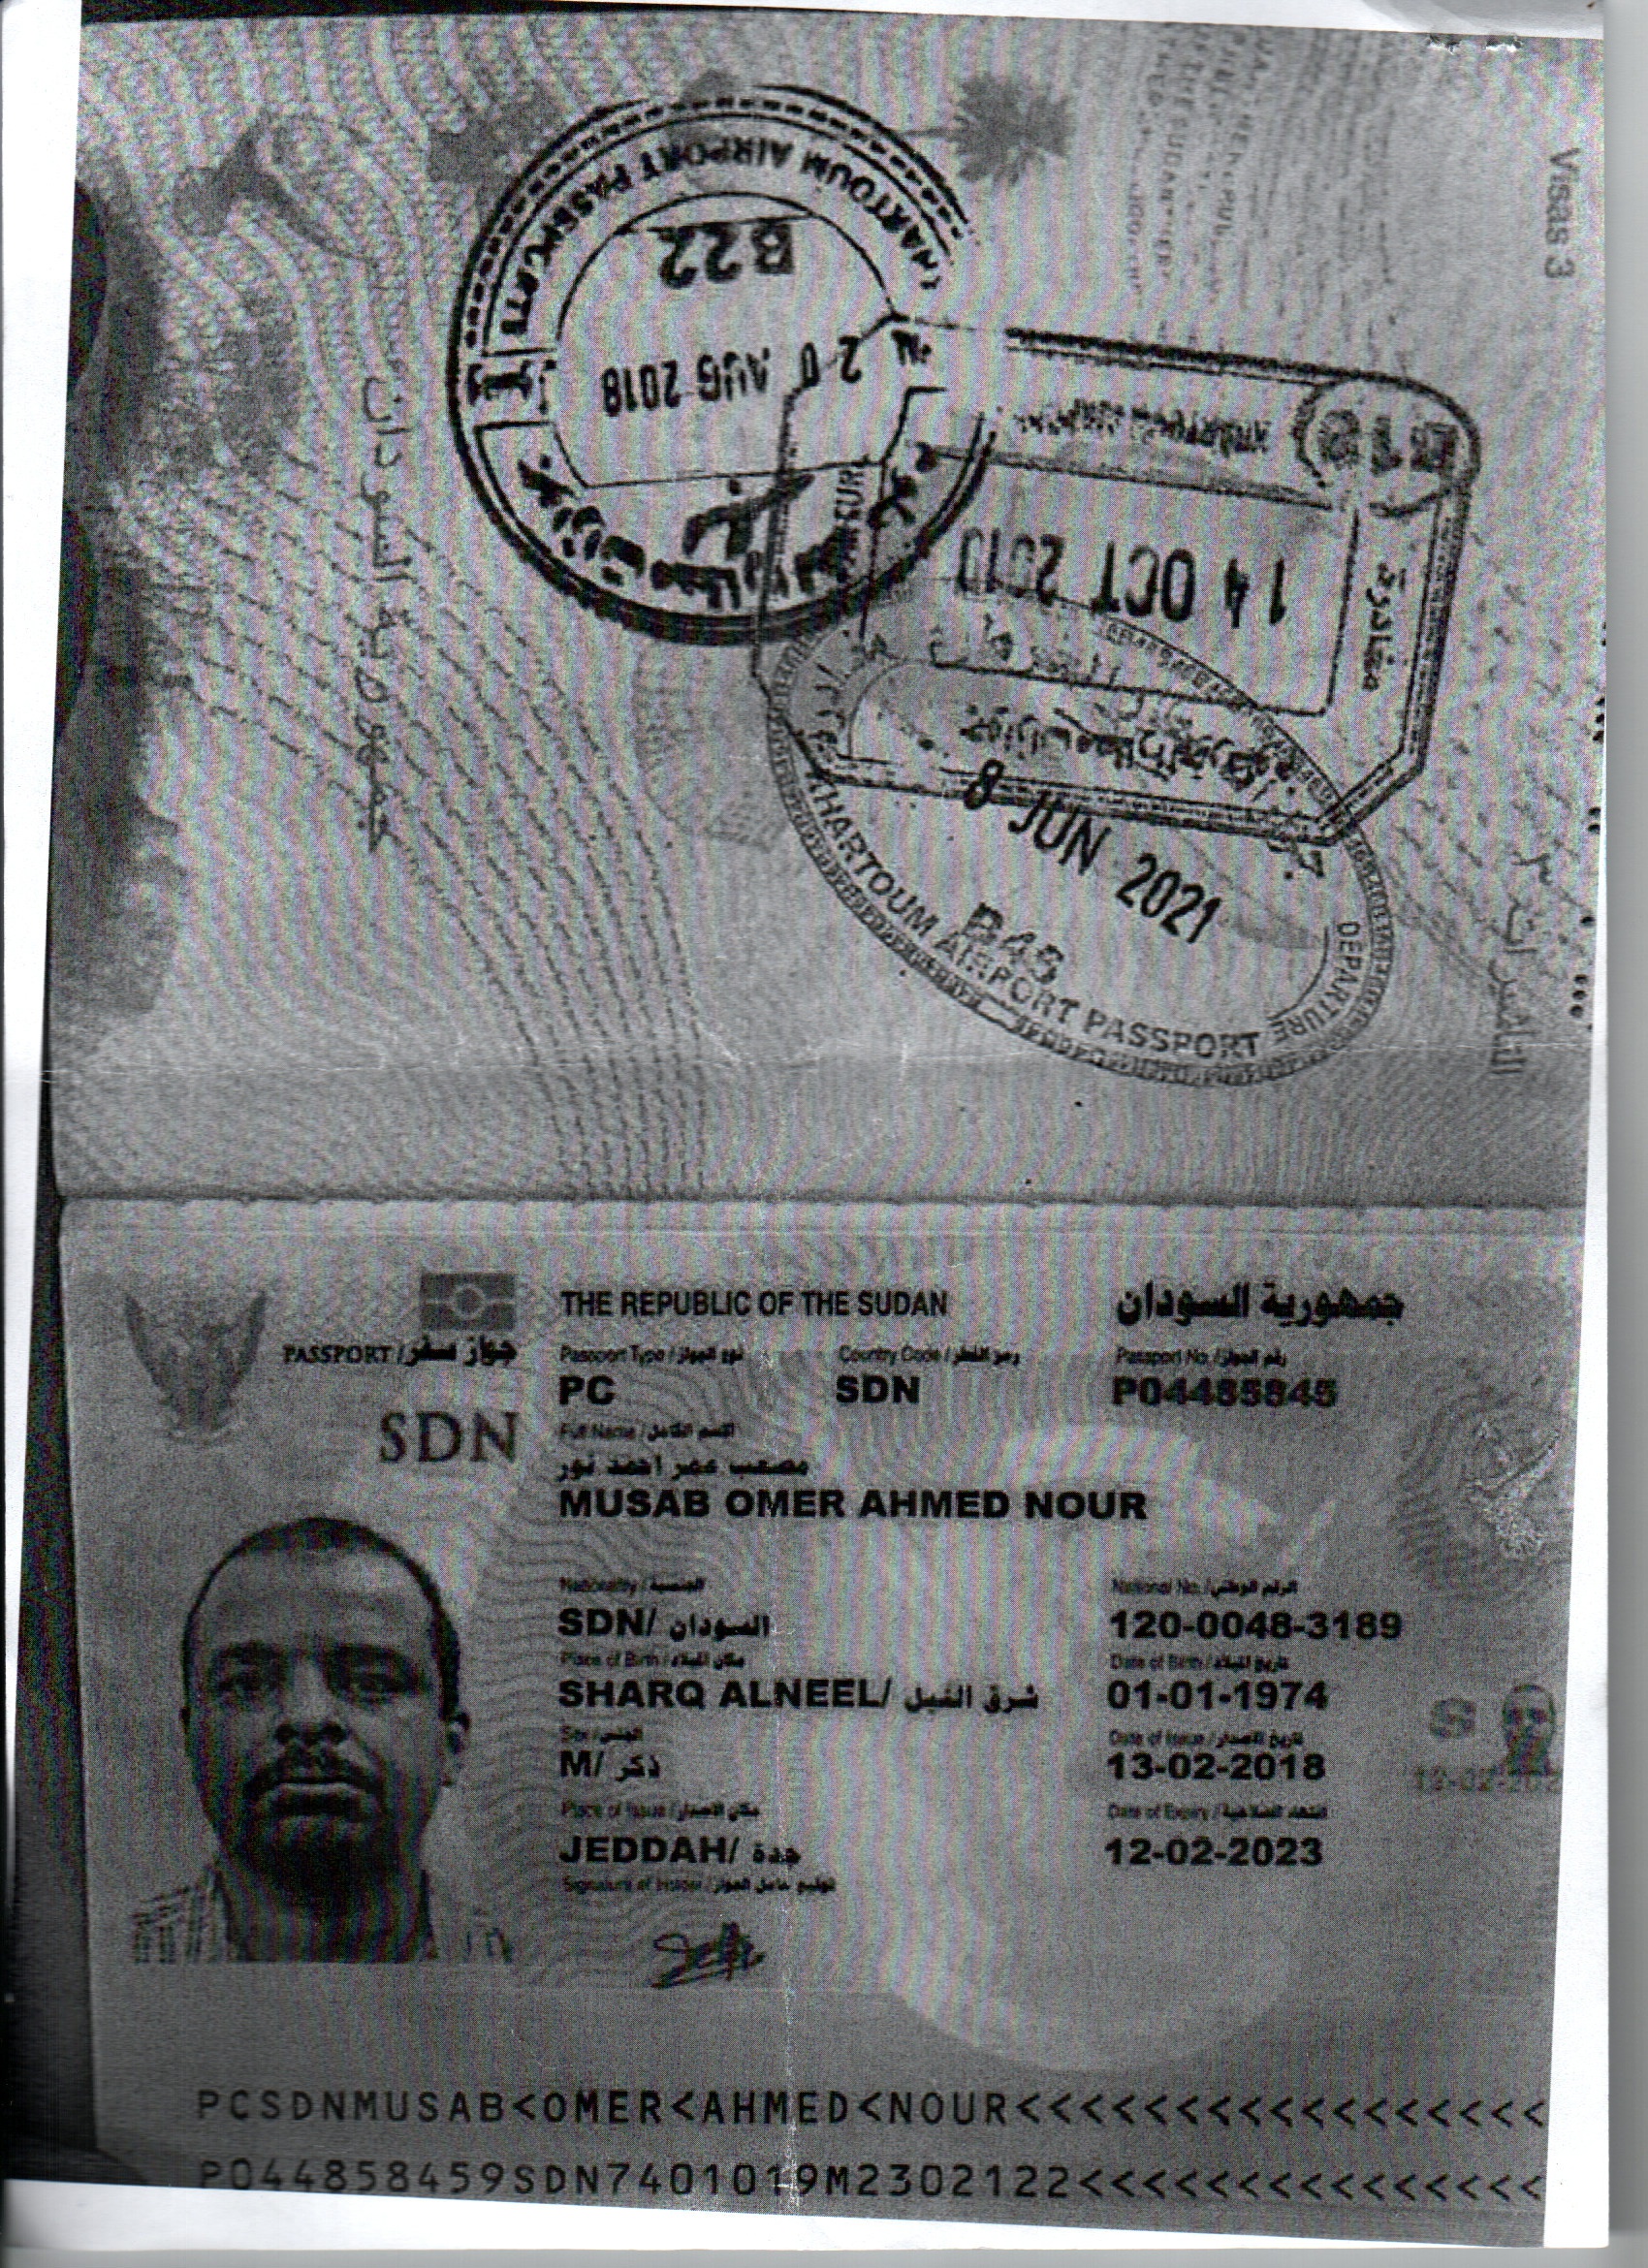 Visas 3
KHARTOUM AIRPORT PASSPORT
B22
20 AUG 2018
14 OCT
مغادرة
8 JUN 2021
B48
KHARTOUM AIRPORT PASSPORT
DEPARTURE
جمهورية السودان
التأشيرات ٣
THE REPUBLIC OF THE SUDAN جمهورية السودان
PASSPORT / جواز سفر
Passport Type / نوع الجواز Country Code / رمز القطر Passport No. / رقم الجواز
PC SDN P04485845
SDN
Full Name / الاسم الكامل
مصعب عمر احمد نور
MUSAB OMER AHMED NOUR
Nationality / الجنسية National No. / الرقم الوطني
SDN/ السودان 120-0048-3189
Place of Birth / مكان الميلاد Date of Birth / تاريخ الميلاد
SHARQ ALNEEL/ شرق النيل 01-01-1974
Sex / الجنس Date of Issue / تاريخ الاصدار
M/ ذكر 13-02-2018
Place of Issue / مكان الاصدار Date of Expiry / انتهاء الصلاحية
JEDDAH/ جدة 12-02-2023
Signature of Holder / توقيع حامل الجواز
S
PCSDNMUSAB<OMER<AHMED<NOUR<<<<<<<<<<<<<<<<<<
P044858459SDN7401019M2302122<<<<<<<<<<<<<<<